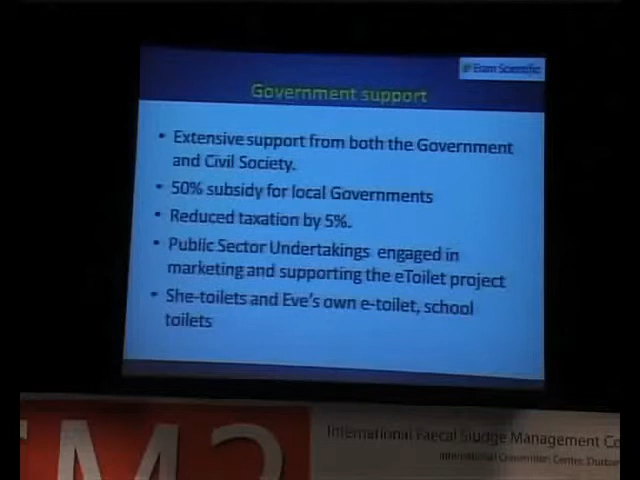 Eram Scientific
Government support
• Extensive support from both the Government
and Civil Society.
• 50% subsidy for local Governments
• Reduced taxation by 5%.
• Public Sector Undertakings engaged in
marketing and supporting the eToilet project
• She-toilets and Eve's own e-toilet, school
toilets
International Faecal Sludge Management Co
International Convention Center, Durban